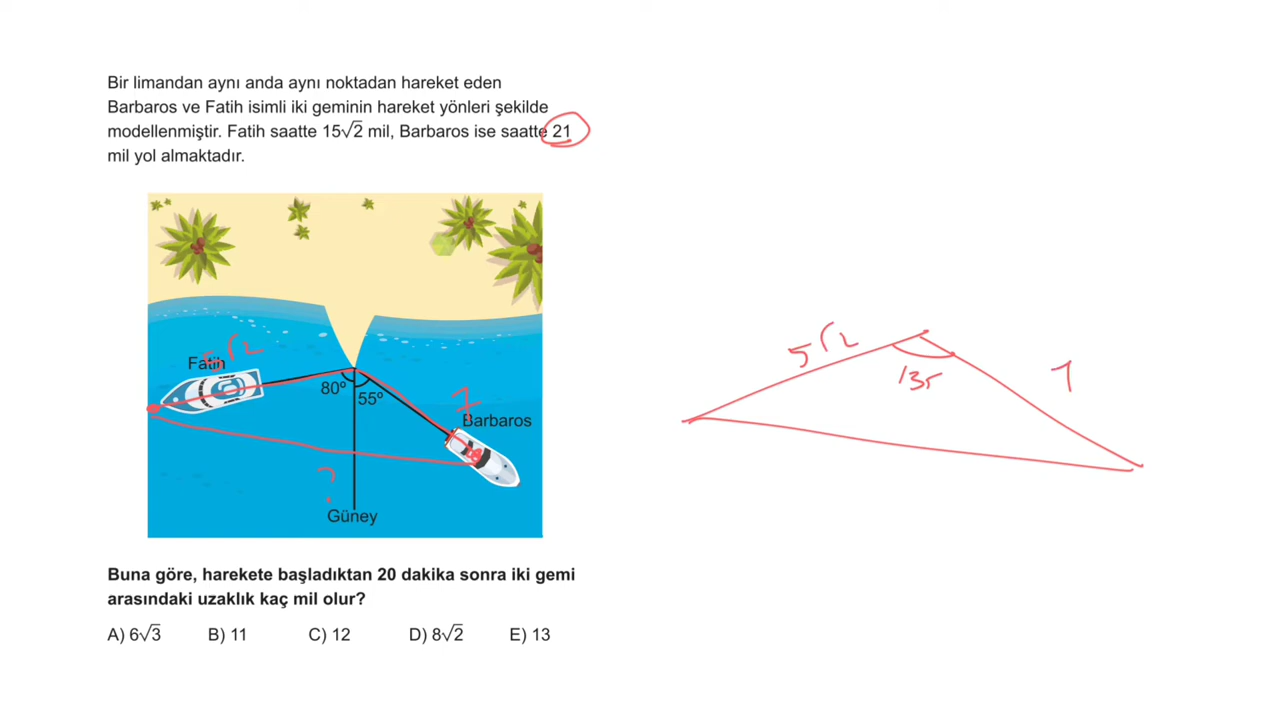 Bir limandan aynı anda aynı noktadan hareket eden
Barbaros ve Fatih isimli iki geminin hareket yönleri şekilde
modellenmiştir. Fatih saatte 15√2 mil, Barbaros ise saatte 21
mil yol almaktadır.
5√2
Fatih
80º
55º
7
Barbaros
?
Güney
5√2
135
7
Buna göre, harekete başladıktan 20 dakika sonra iki gemi
arasındaki uzaklık kaç mil olur?
A) 6√3 B) 11 C) 12 D) 8√2 E) 13